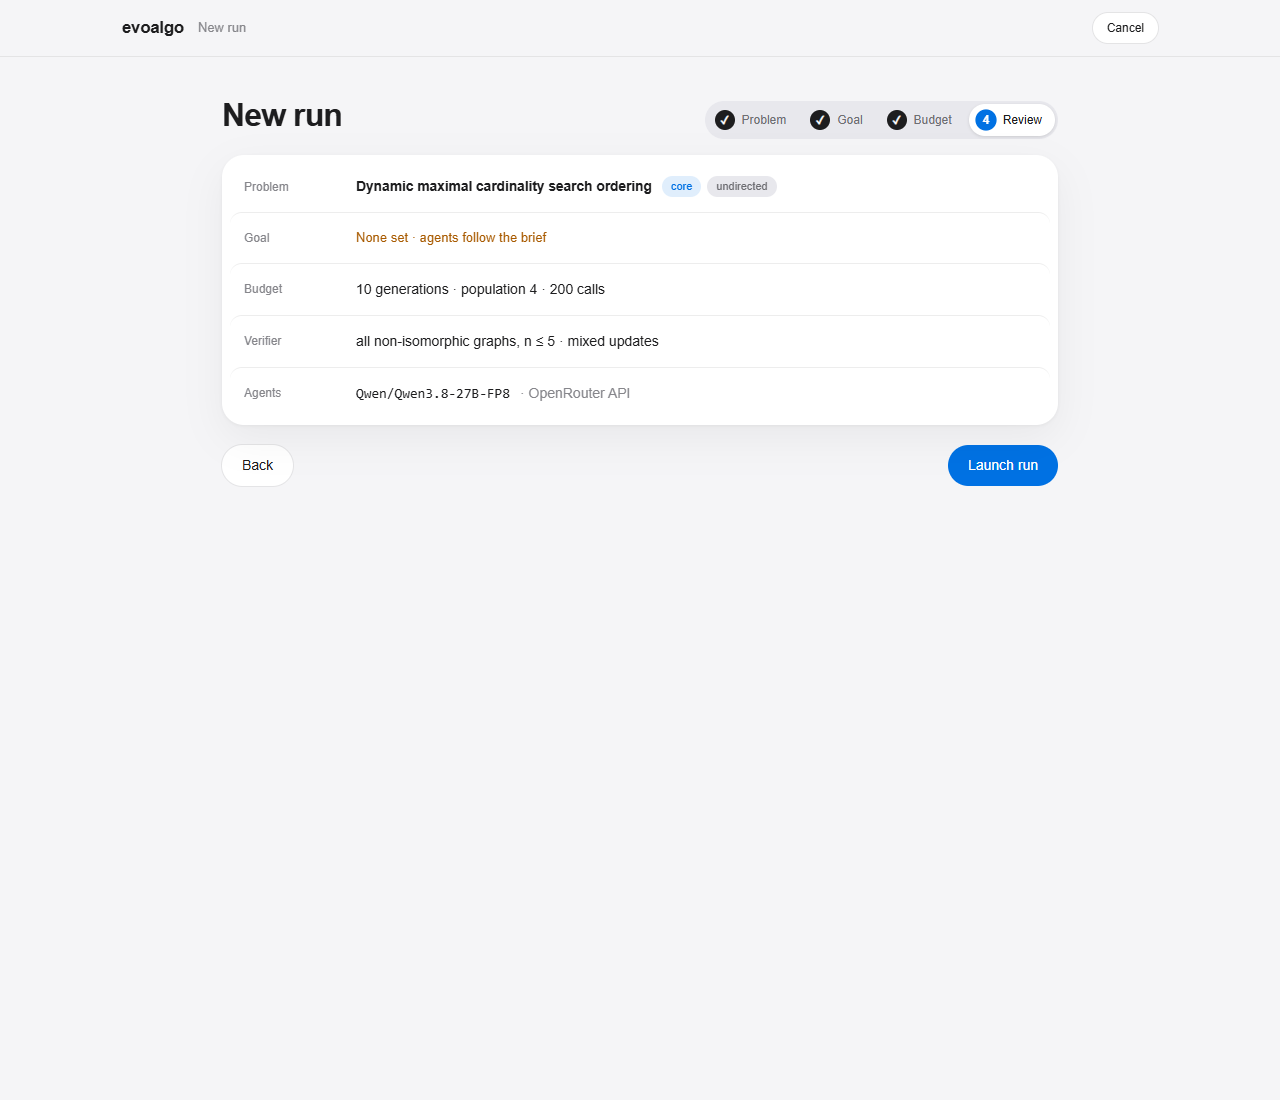 evoalgo New run Cancel
New run
Problem Goal Budget 4 Review
Problem Dynamic maximal cardinality search ordering core undirected
Goal None set · agents follow the brief
Budget 10 generations · population 4 · 200 calls
Verifier all non-isomorphic graphs, n ≤ 5 · mixed updates
Agents Qwen/Qwen3.8-27B-FP8 · OpenRouter API
Back Launch run